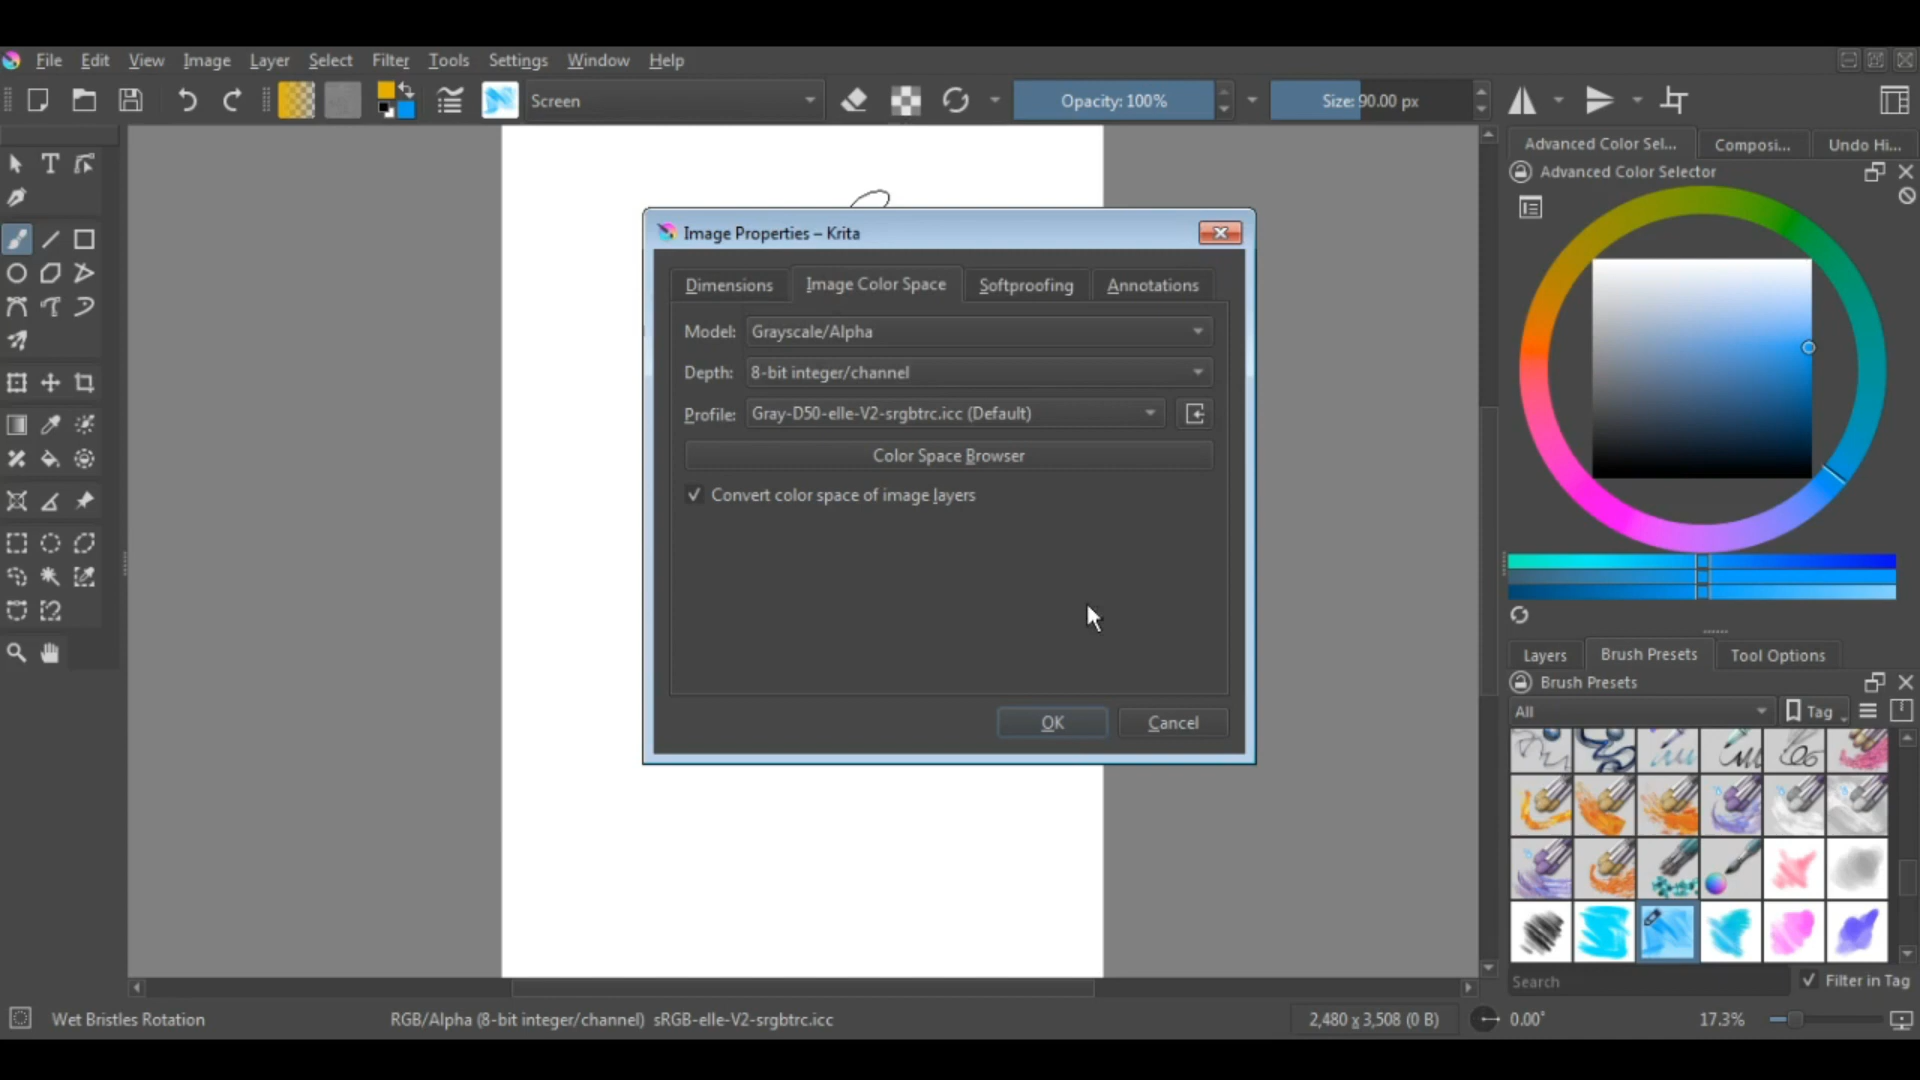 File Edit View Image Layer Select Filter Tools Settings Window Help
Screen
Opacity: 100%
Size: 90.00 px
Advanced Color Sel...
Composi...
Undo Hi...
Advanced Color Selector
Image Properties – Krita
Dimensions
Image Color Space
Softproofing
Annotations
Model: Grayscale/Alpha
Depth: 8-bit integer/channel
Profile: Gray-D50-elle-V2-srgbtrc.icc (Default)
Color Space Browser
Convert color space of image layers
OK
Cancel
Layers
Brush Presets
Tool Options
Brush Presets
All
Tag
Search
Filter in Tag
Wet Bristles Rotation
RGB/Alpha (8-bit integer/channel) sRGB-elle-V2-srgbtrc.icc
2,480 x 3,508 (0 B)
0.00°
17.3%